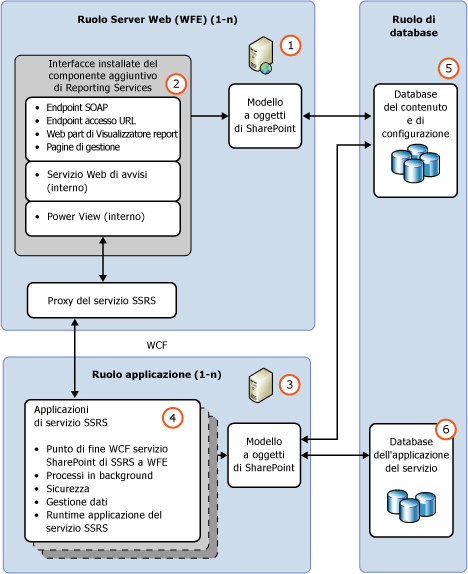 Ruolo Server Web (WFE) (1-n)
1
Interfacce installate del
componente aggiuntivo
di Reporting Services
2
• Endpoint SOAP
• Endpoint accesso URL
• Web part di Visualizzatore report
• Pagine di gestione
Servizio Web di avvisi
(interno)
Power View (interno)
Modello
a oggetti
di SharePoint
Proxy del servizio SSRS
WCF
Ruolo applicazione (1-n)
3
Applicazioni
di servizio SSRS
4
• Punto di fine WCF servizio
SharePoint di SSRS a WFE
• Processi in background
• Sicurezza
• Gestione dati
• Runtime applicazione del
servizio SSRS
Modello
a oggetti
di SharePoint
Ruolo di
database
5
Database
del contenuto
e di
configurazione
6
Database
dell'applicazione
del servizio